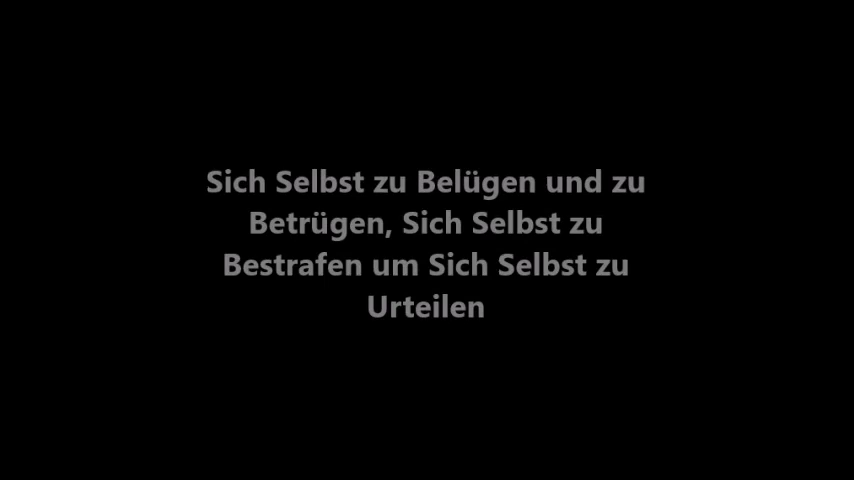 Sich Selbst zu Belügen und zu
Betrügen, Sich Selbst zu
Bestrafen um Sich Selbst zu
Urteilen